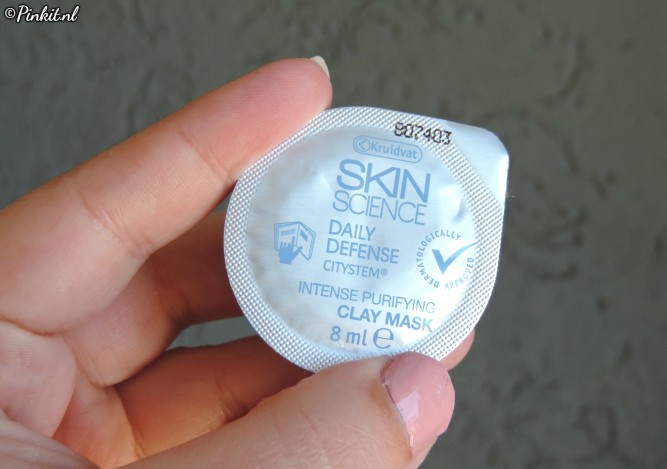 ©Pinkit.nl
807403
Kruidvat
SKIN
SCIENCE
DAILY
DEFENSE
CITYSTEM®
DERMATOLOGICALLY
APPROVED
INTENSE PURIFYING
CLAY MASK
8 ml ℮